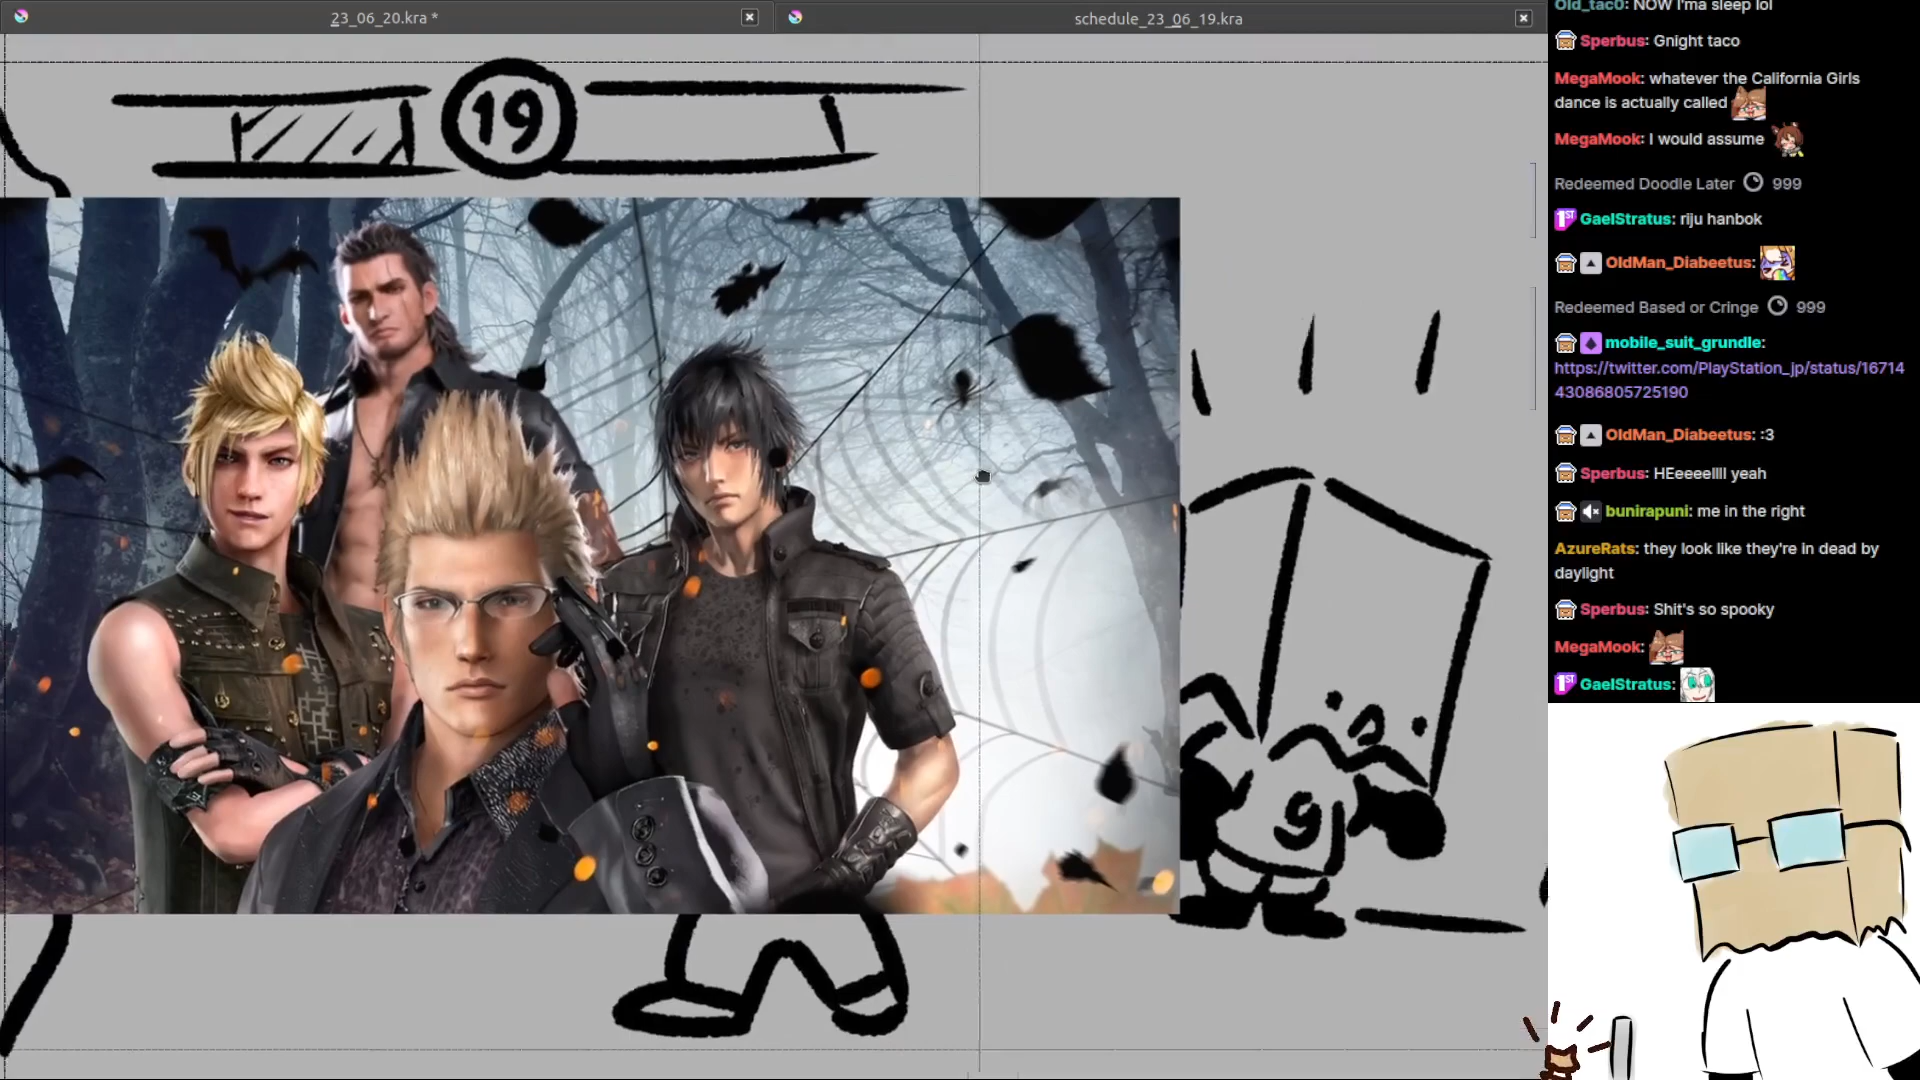 23_06_20.kra *
schedule_23_06_19.kra
19
Old_tac0: NOW I'ma sleep lol
Sperbus: Gnight taco
MegaMook: whatever the California Girls
dance is actually called
MegaMook: I would assume
Redeemed Doodle Later 999
1ST GaelStratus: riju hanbok
OldMan_Diabeetus:
Redeemed Based or Cringe 999
mobile_suit_grundle:
https://twitter.com/PlayStation_jp/status/16714
43086805725190
OldMan_Diabeetus: :3
Sperbus: HEeeeellll yeah
bunirapuni: me in the right
AzureRats: they look like they're in dead by
daylight
Sperbus: Shit's so spooky
MegaMook:
1ST GaelStratus: